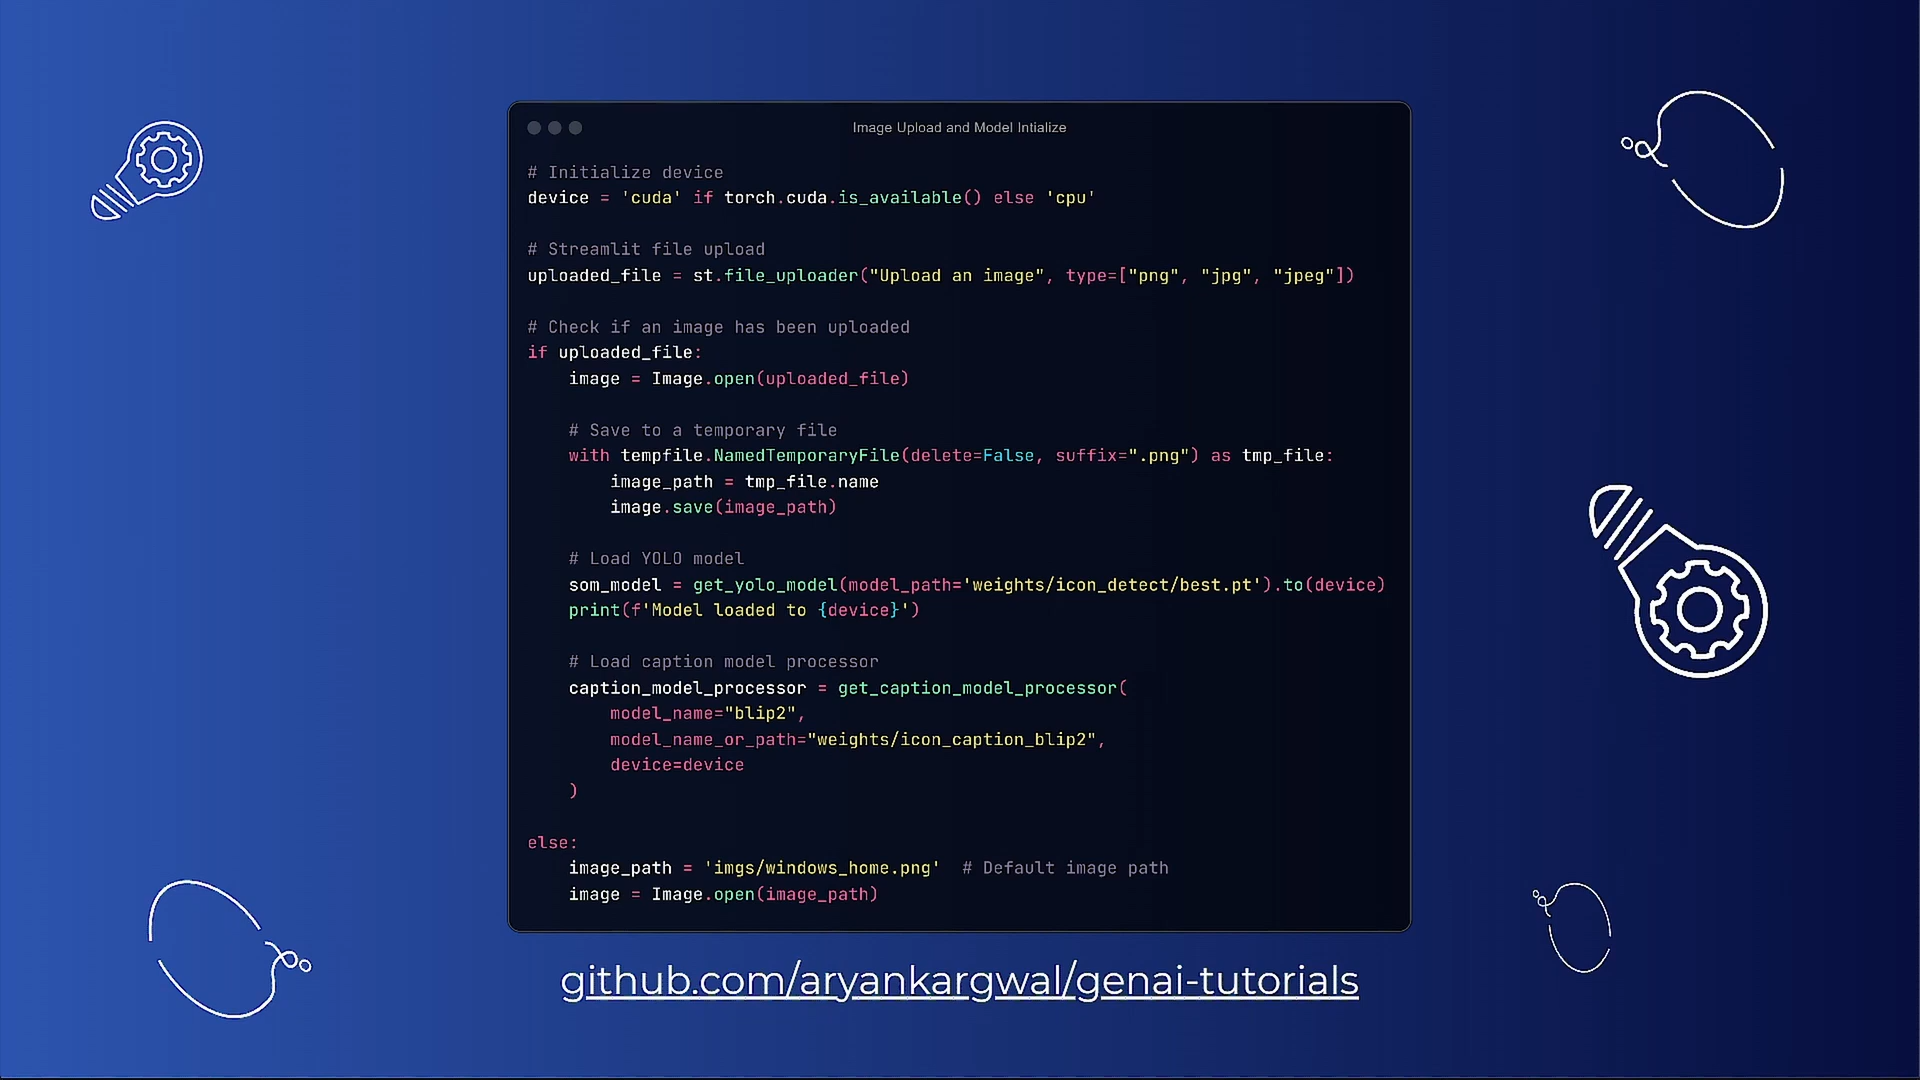 Image Upload and Model Intialize
# Initialize device
device = 'cuda' if torch.cuda.is_available() else 'cpu'
# Streamlit file upload
uploaded_file = st.file_uploader("Upload an image", type=["png", "jpg", "jpeg"])
# Check if an image has been uploaded
if uploaded_file:
    image = Image.open(uploaded_file)
    # Save to a temporary file
    with tempfile.NamedTemporaryFile(delete=False, suffix=".png") as tmp_file:
        image_path = tmp_file.name
        image.save(image_path)
    # Load YOLO model
    som_model = get_yolo_model(model_path='weights/icon_detect/best.pt').to(device)
    print(f'Model loaded to {device}')
    # Load caption model processor
    caption_model_processor = get_caption_model_processor(
        model_name="blip2",
        model_name_or_path="weights/icon_caption_blip2",
        device=device
    )
else:
    image_path = 'imgs/windows_home.png'  # Default image path
    image = Image.open(image_path)
github.com/aryankargwal/genai-tutorials